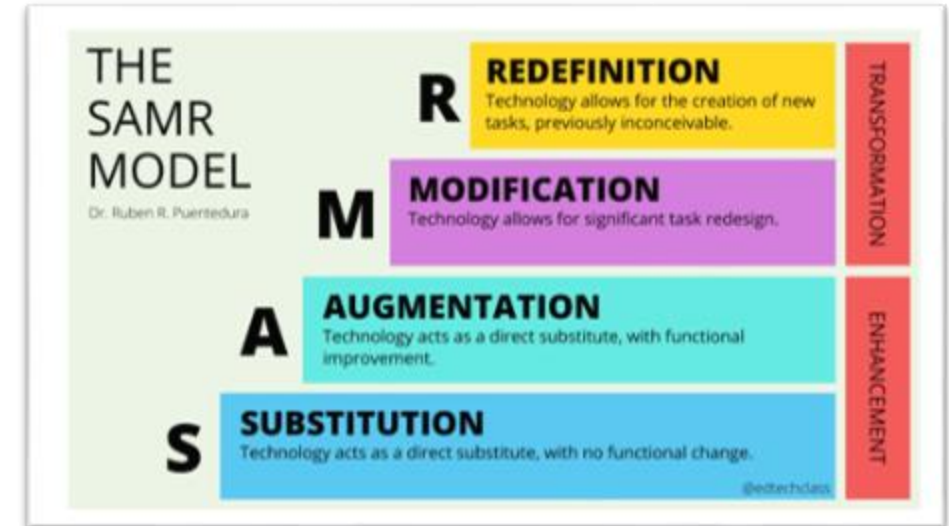 THE
SAMR
MODEL
Dr. Ruben R. Puentedura
R
REDEFINITION
Technology allows for the creation of new
tasks, previously inconceivable.
M
MODIFICATION
Technology allows for significant task redesign.
TRANSFORMATION
A
AUGMENTATION
Technology acts as a direct substitute, with functional
improvement.
S
SUBSTITUTION
Technology acts as a direct substitute, with no functional change.
@edtechclass
ENHANCEMENT